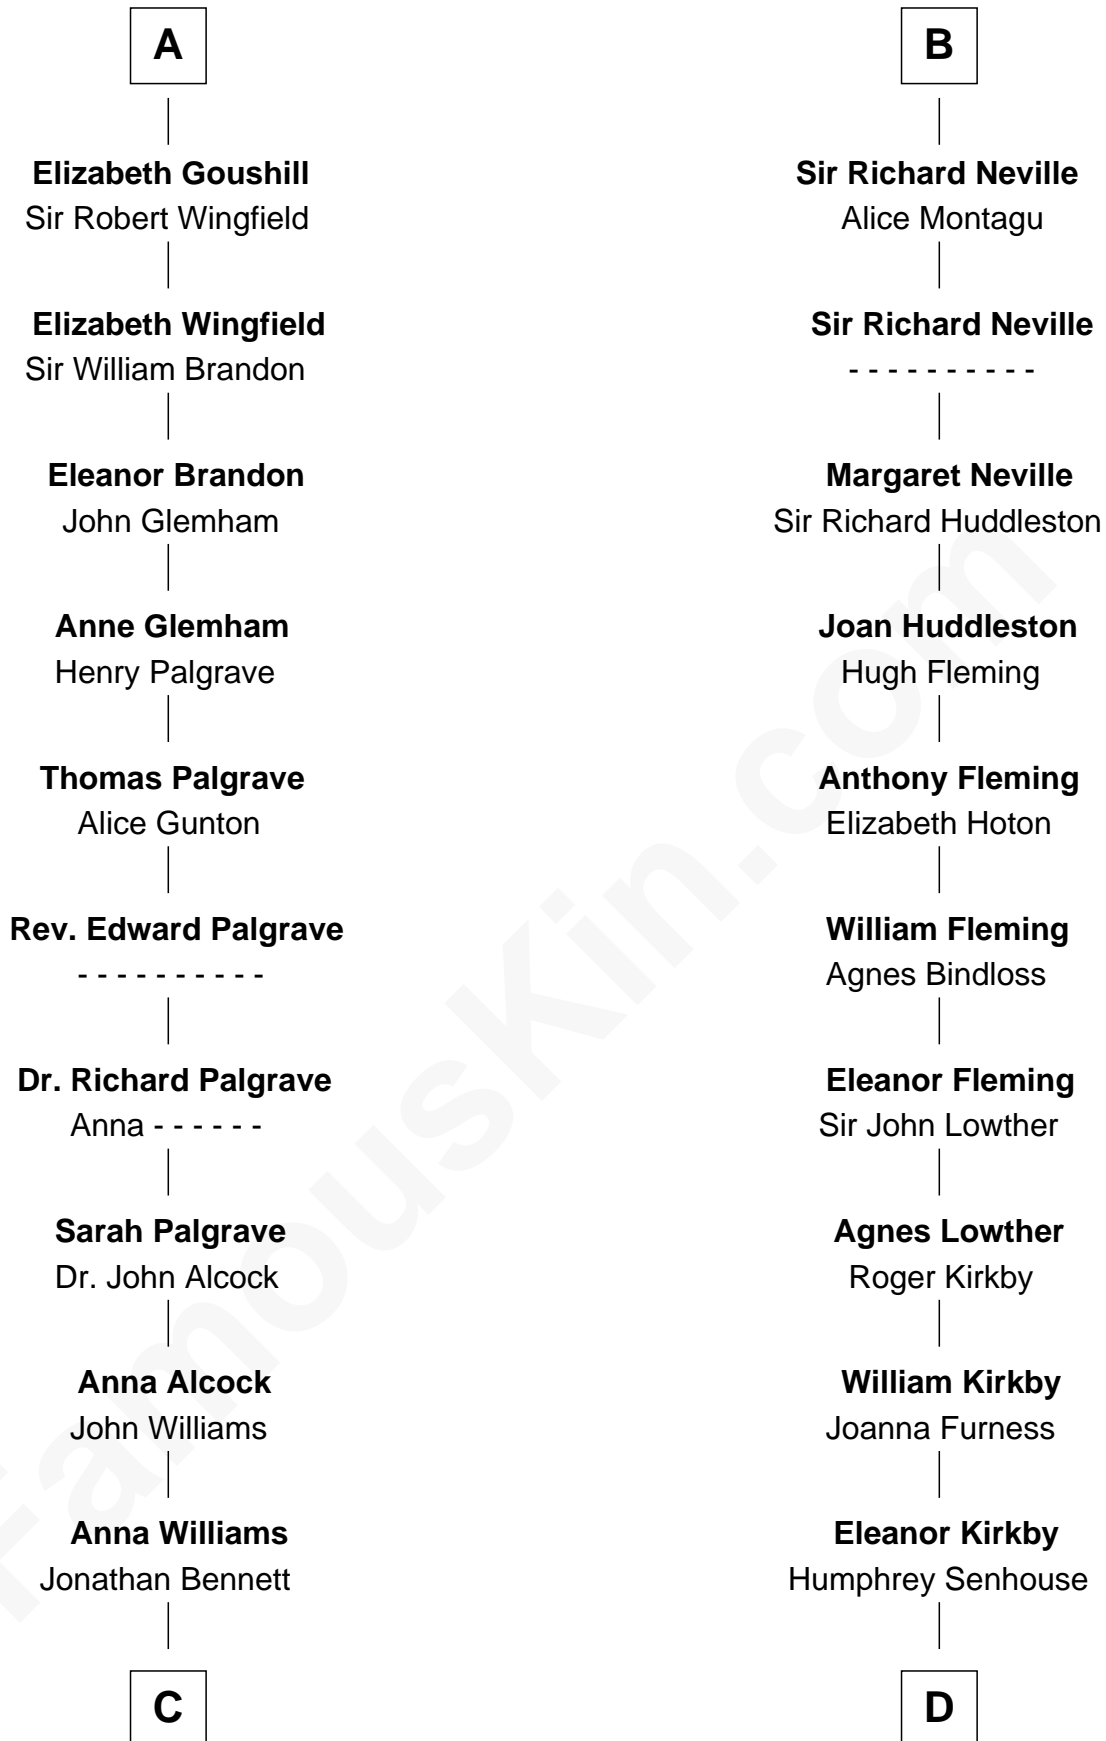 A
Elizabeth Goushill
Sir Robert Wingfield
Elizabeth Wingfield
Sir William Brandon
Eleanor Brandon
John Glemham
Anne Glemham
Henry Palgrave
Thomas Palgrave
Alice Gunton
Rev. Edward Palgrave
- - - - - - - - - -
Dr. Richard Palgrave
Anna - - - - - -
Sarah Palgrave
Dr. John Alcock
Anna Alcock
John Williams
Anna Williams
Jonathan Bennett
C
B
Sir Richard Neville
Alice Montagu
Sir Richard Neville
- - - - - - - - - -
Margaret Neville
Sir Richard Huddleston
Joan Huddleston
Hugh Fleming
Anthony Fleming
Elizabeth Hoton
William Fleming
Agnes Bindloss
Eleanor Fleming
Sir John Lowther
Agnes Lowther
Roger Kirkby
William Kirkby
Joanna Furness
Eleanor Kirkby
Humphrey Senhouse
D
FamousKin.com